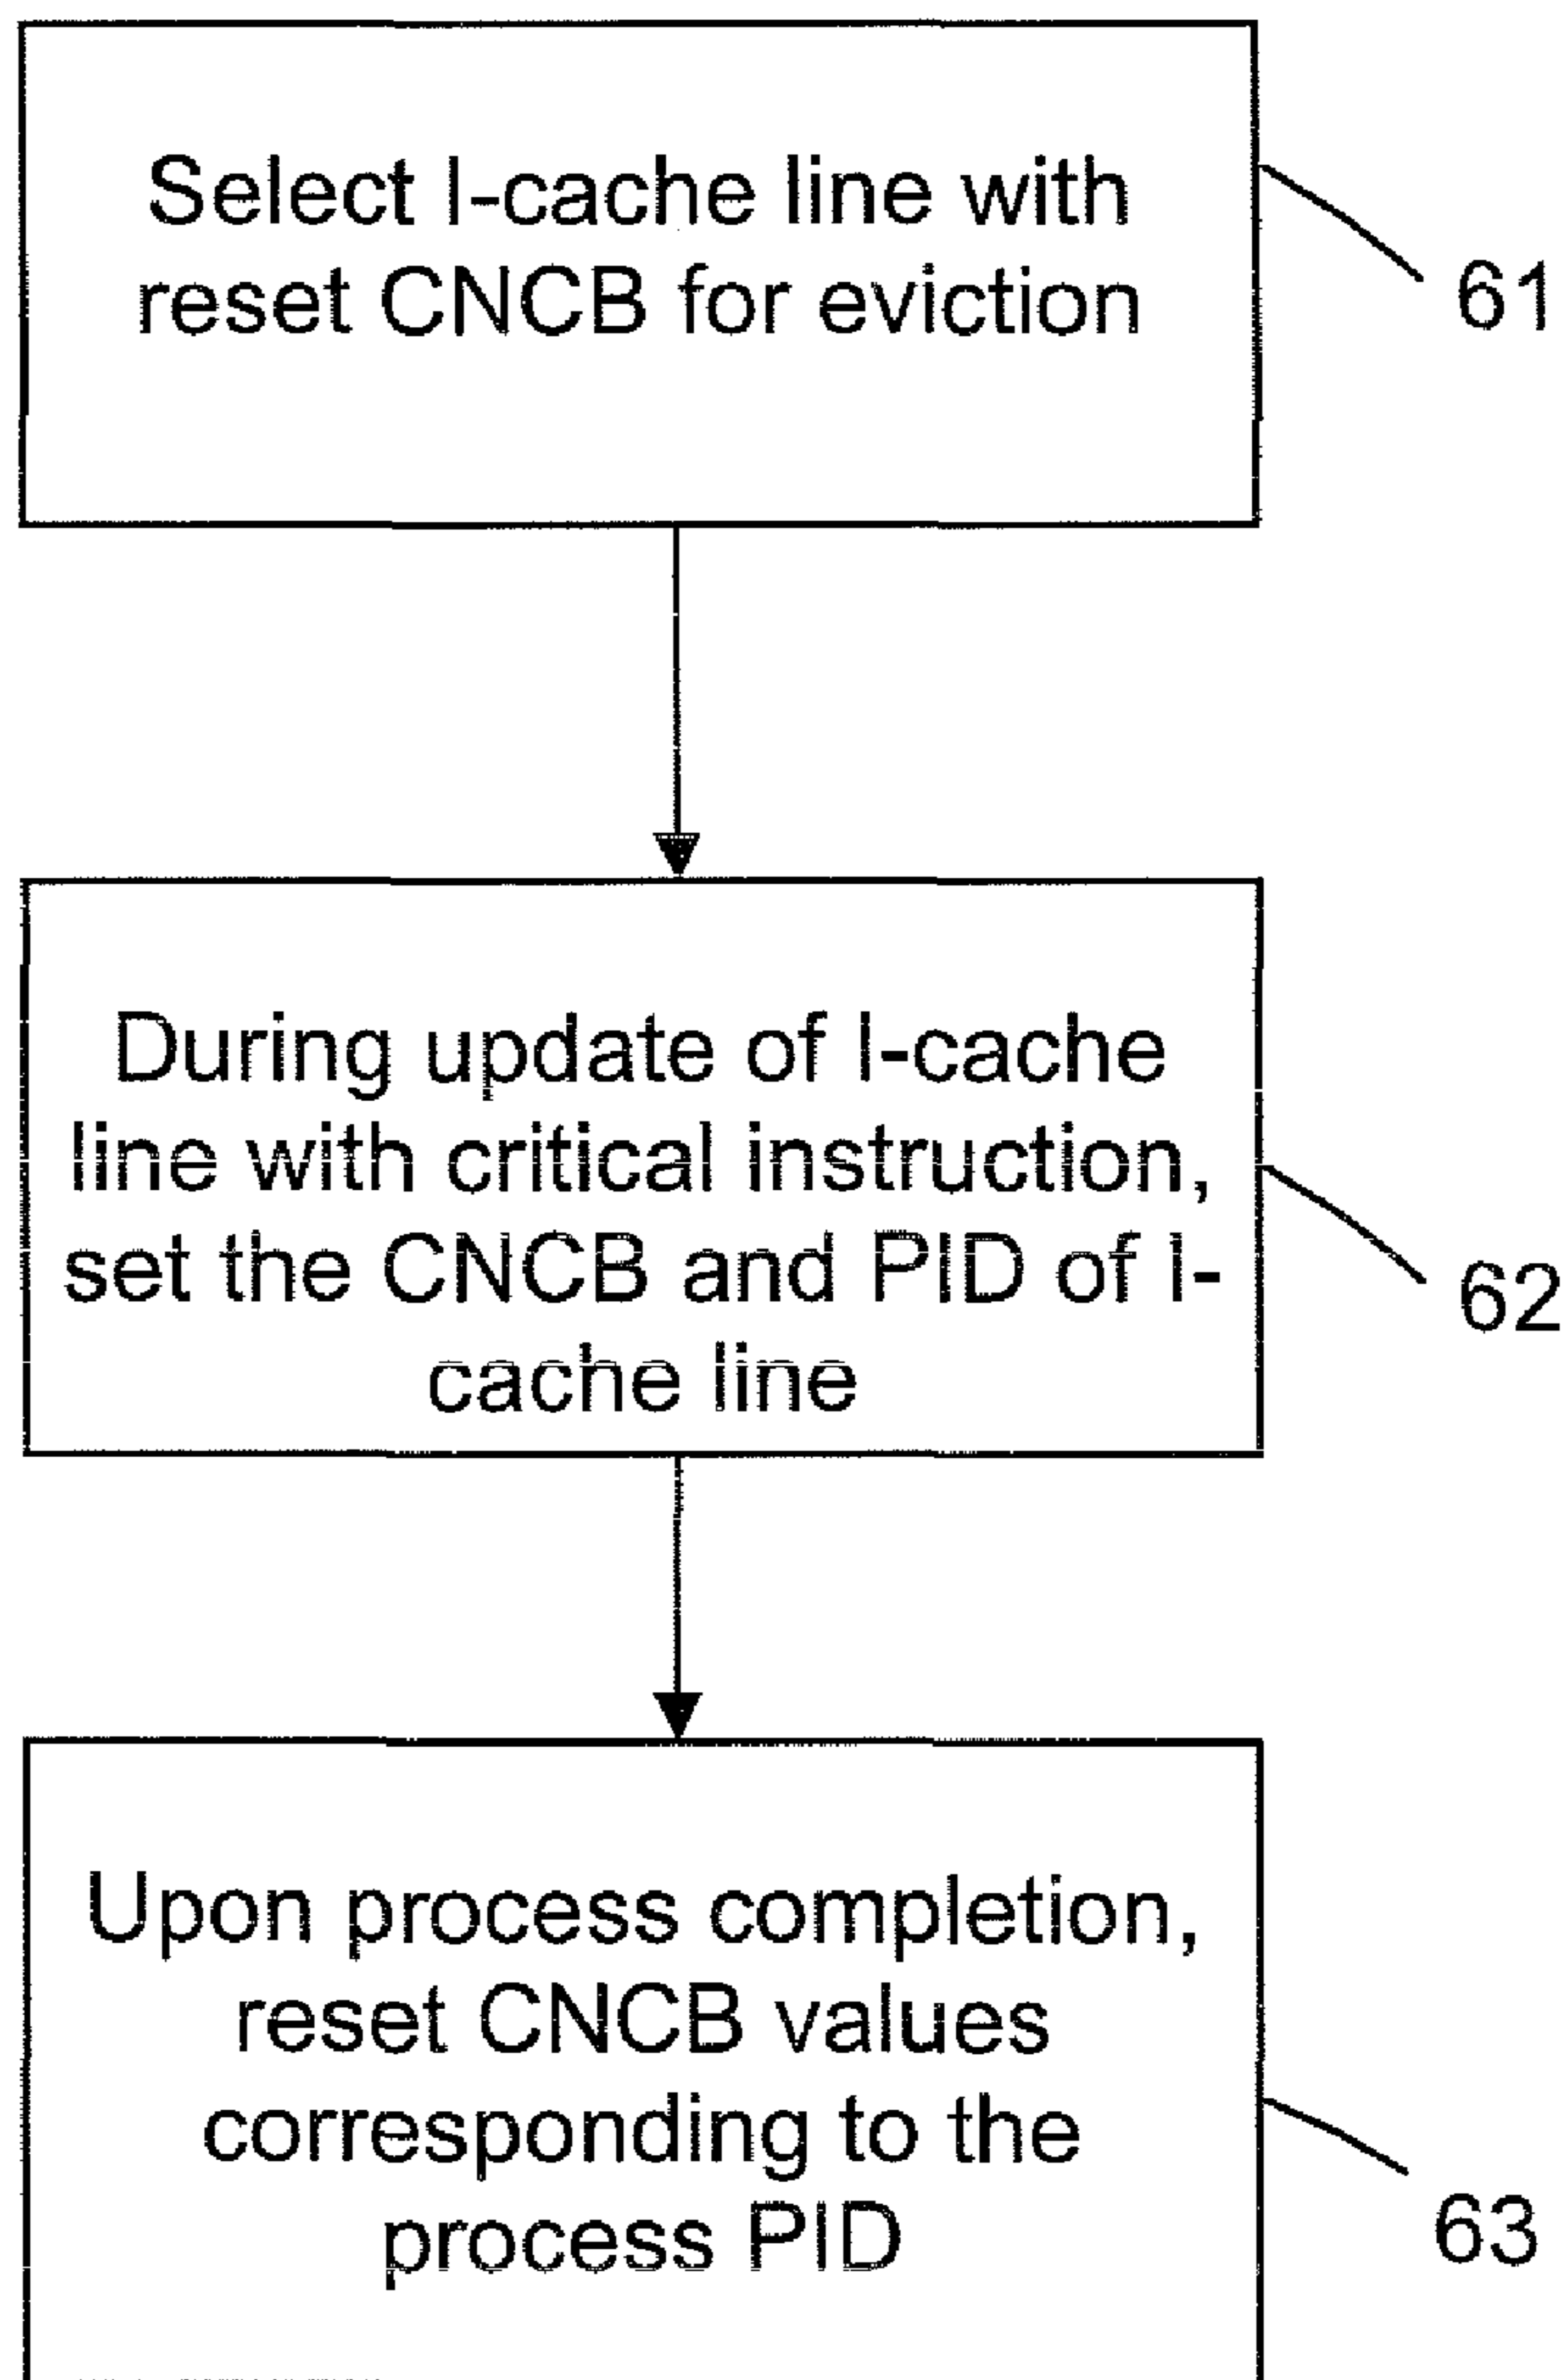 Select I-cache line with
reset CNCB for eviction
61
During update of I-cache
line with critical instruction,
set the CNCB and PID of I-
cache line
62
Upon process completion,
reset CNCB values
corresponding to the
process PID
63